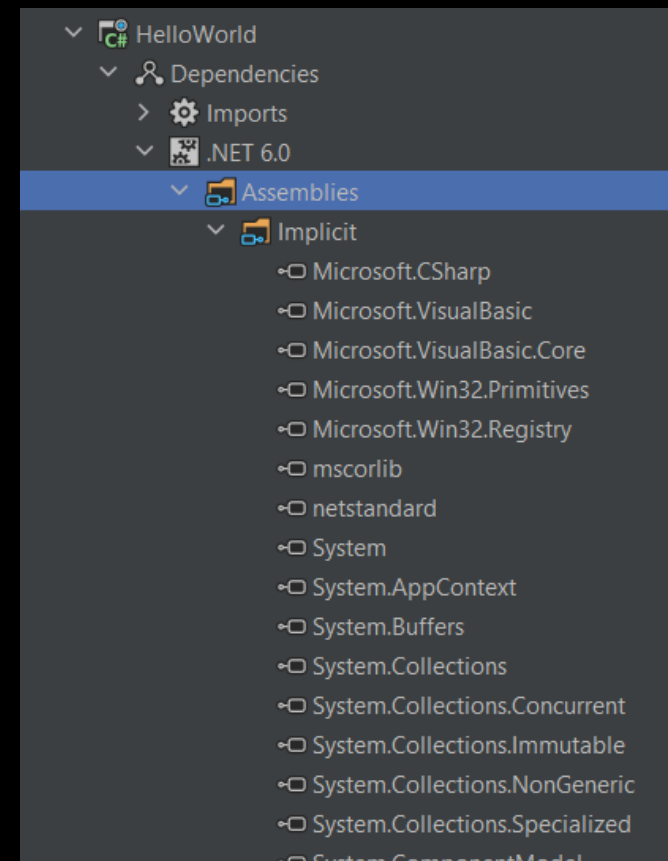 C# HelloWorld
Dependencies
Imports
.NET 6.0
Assemblies
Implicit
Microsoft.CSharp
Microsoft.VisualBasic
Microsoft.VisualBasic.Core
Microsoft.Win32.Primitives
Microsoft.Win32.Registry
mscorlib
netstandard
System
System.AppContext
System.Buffers
System.Collections
System.Collections.Concurrent
System.Collections.Immutable
System.Collections.NonGeneric
System.Collections.Specialized
System.ComponentModel